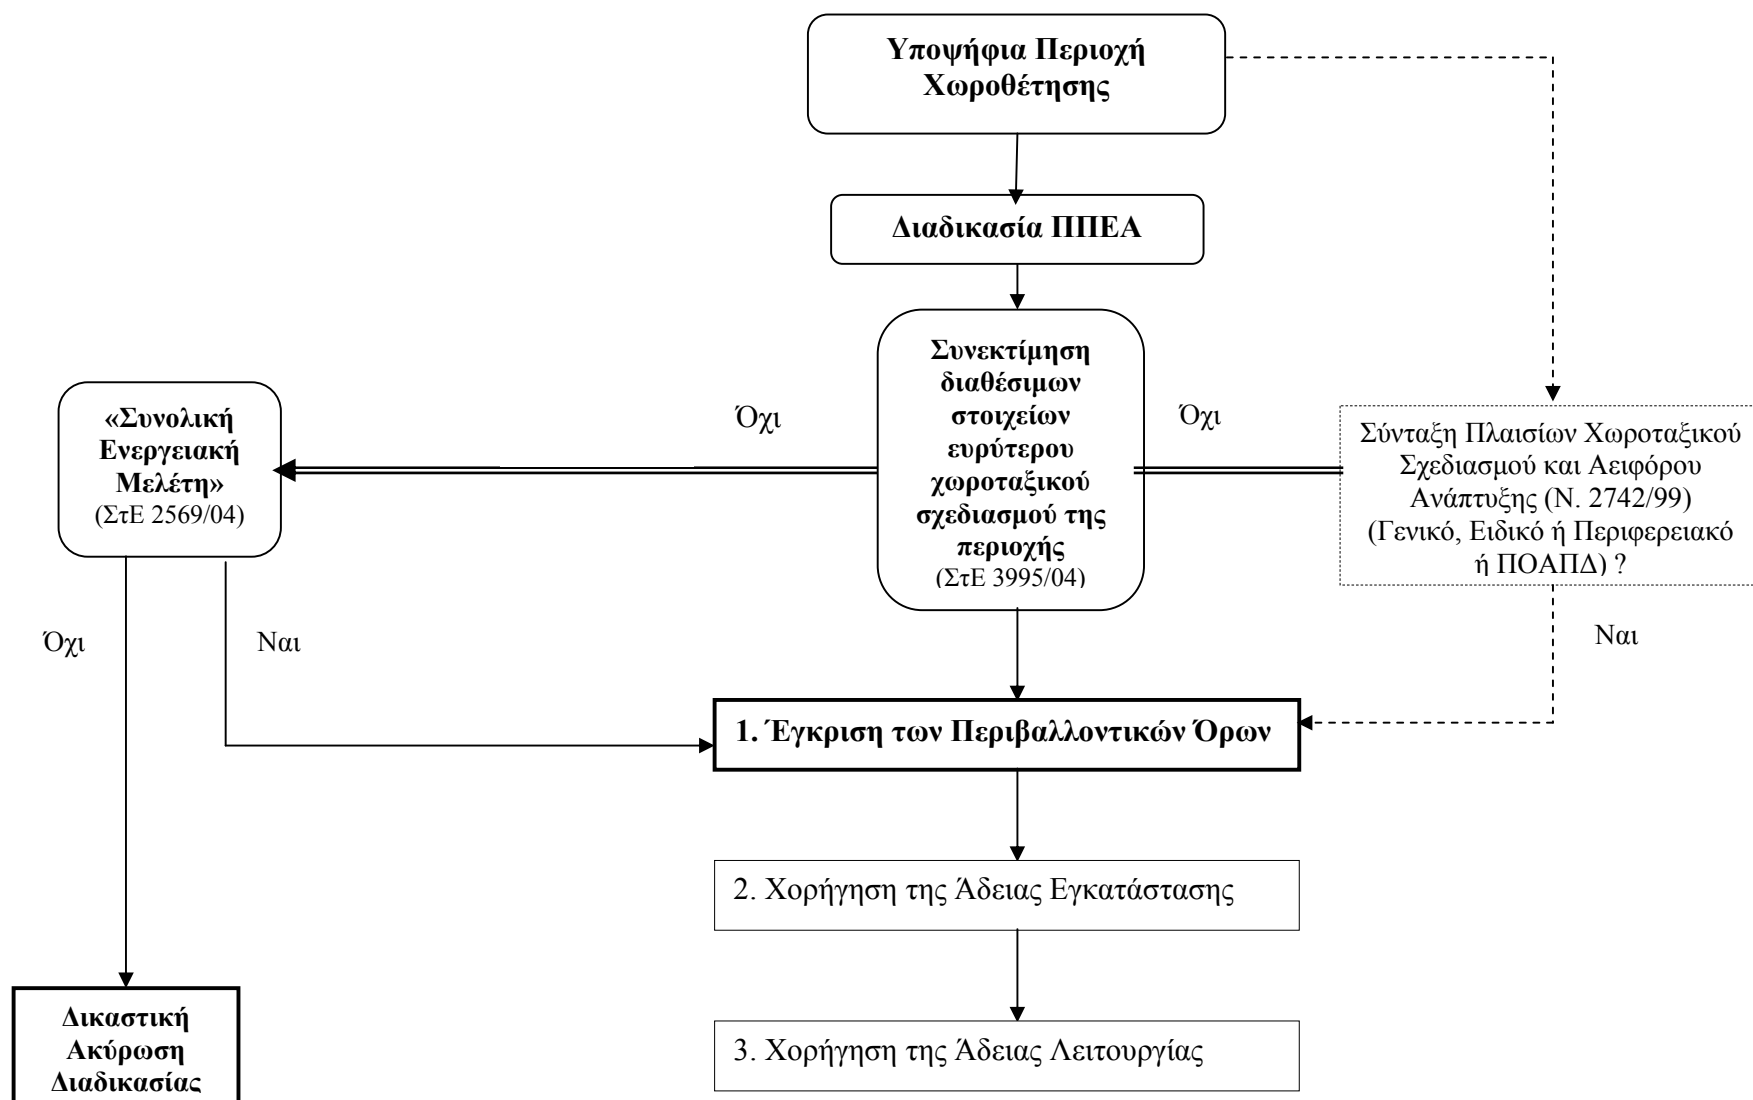 Υποψήφια Περιοχή
Χωροθέτησης
Διαδικασία ΠΠΕΑ
Συνεκτίμηση
διαθέσιμων
στοιχείων
ευρύτερου
χωροταξικού
σχεδιασμού της
περιοχής
(ΣτΕ 3995/04)
«Συνολική
Ενεργειακή
Μελέτη»
(ΣτΕ 2569/04)
Όχι
Όχι
Σύνταξη Πλαισίων Χωροταξικού
Σχεδιασμού και Αειφόρου
Ανάπτυξης (Ν. 2742/99)
(Γενικό, Ειδικό ή Περιφερειακό
ή ΠΟΑΠΔ) ?
Όχι
Ναι
Ναι
1. Έγκριση των Περιβαλλοντικών Όρων
2. Χορήγηση της Άδειας Εγκατάστασης
3. Χορήγηση της Άδειας Λειτουργίας
Δικαστική
Ακύρωση
Διαδικασίας